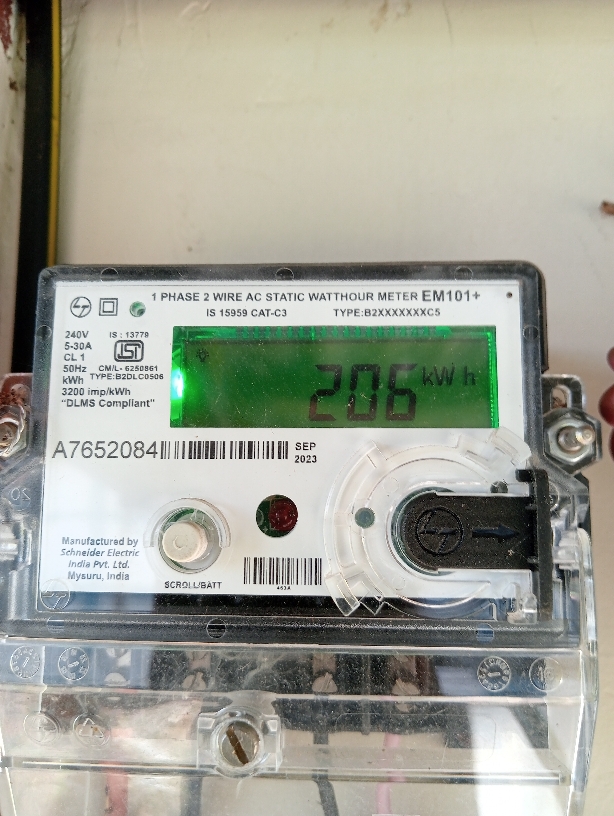 1 PHASE 2 WIRE AC STATIC WATTHOUR METER EM101+
IS 15959 CAT-C3 TYPE:B2XXXXXXXC5
240V IS : 13779
5-30A
CL 1 ISI
50Hz CM/L- 6250861
kWh TYPE:B2DLC0506
3200 imp/kWh
"DLMS Compliant"
206 kWh
A7652084 SEP
2023
Manufactured by
Schneider Electric
India Pvt. Ltd.
Mysuru, India
SCROLL/BATT